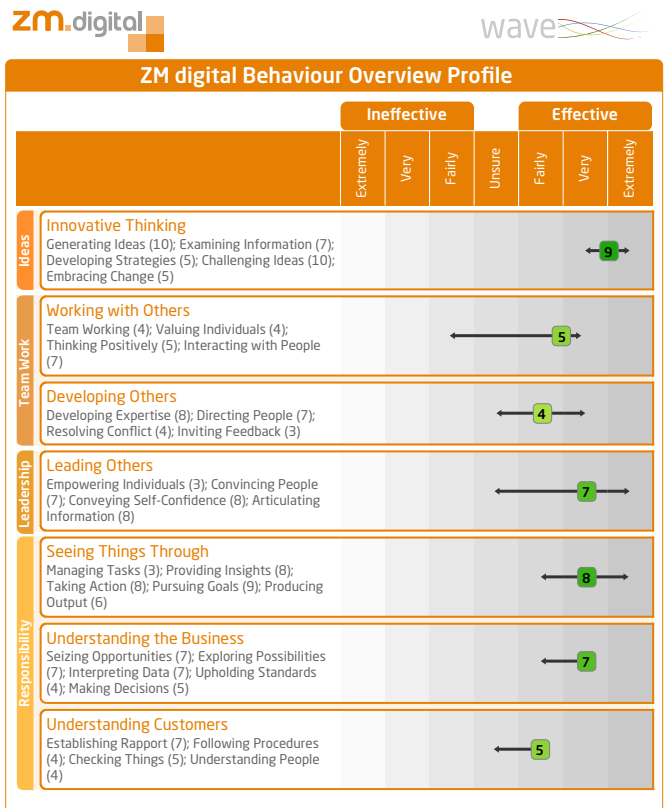 zm.digital
wave
ZM digital Behaviour Overview Profile
Ineffective
Effective
Extremely
Very
Fairly
Unsure
Fairly
Very
Extremely
Ideas
Innovative Thinking
Generating Ideas (10); Examining Information (7);
Developing Strategies (5); Challenging Ideas (10);
Embracing Change (5)
9
Team Work
Working with Others
Team Working (4); Valuing Individuals (4);
Thinking Positively (5); Interacting with People
(7)
5
Developing Others
Developing Expertise (8); Directing People (7);
Resolving Conflict (4); Inviting Feedback (3)
4
Leadership
Leading Others
Empowering Individuals (3); Convincing People
(7); Conveying Self-Confidence (8); Articulating
Information (8)
7
Responsibility
Seeing Things Through
Managing Tasks (3); Providing Insights (8);
Taking Action (8); Pursuing Goals (9); Producing
Output (6)
8
Understanding the Business
Seizing Opportunities (7); Exploring Possibilities
(7); Interpreting Data (7); Upholding Standards
(4); Making Decisions (5)
7
Understanding Customers
Establishing Rapport (7); Following Procedures
(4); Checking Things (5); Understanding People
(4)
5